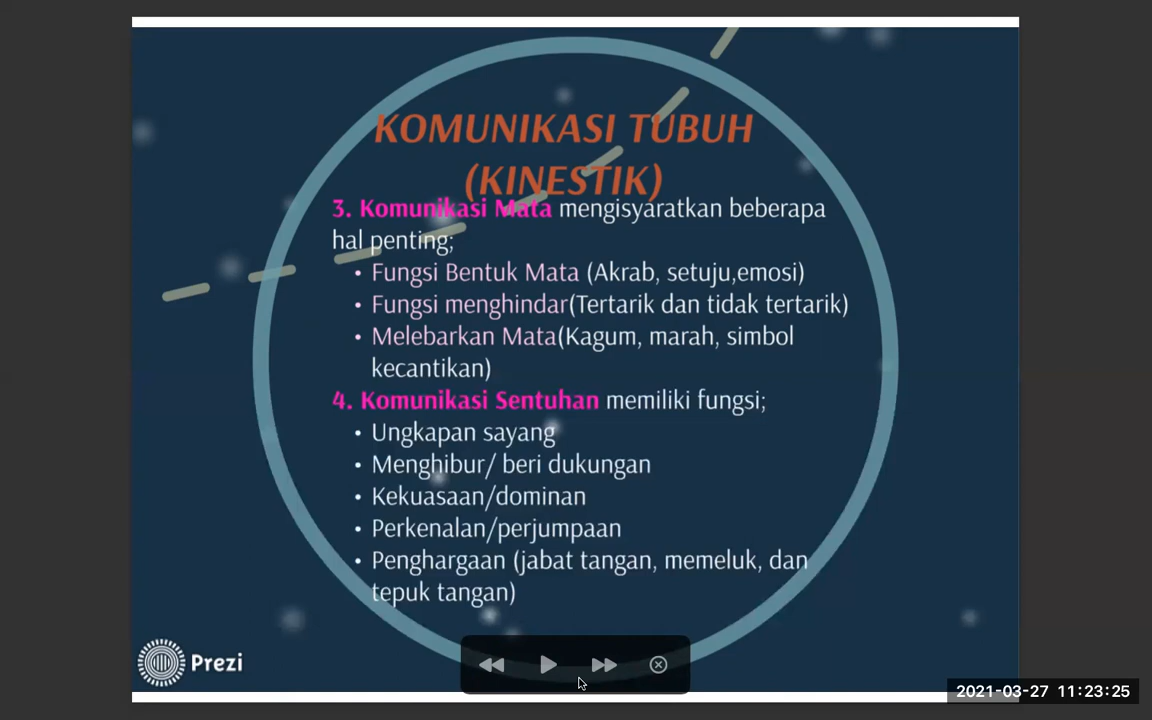 KOMUNIKASI TUBUH
(KINESTIK)
3. Komunikasi Mata mengisyaratkan beberapa
hal penting;
• Fungsi Bentuk Mata (Akrab, setuju,emosi)
• Fungsi menghindar(Tertarik dan tidak tertarik)
• Melebarkan Mata(Kagum, marah, simbol
kecantikan)
4. Komunikasi Sentuhan memiliki fungsi;
• Ungkapan sayang
• Menghibur/ beri dukungan
• Kekuasaan/dominan
• Perkenalan/perjumpaan
• Penghargaan (jabat tangan, memeluk, dan
tepuk tangan)
Prezi
2021-03-27 11:23:25